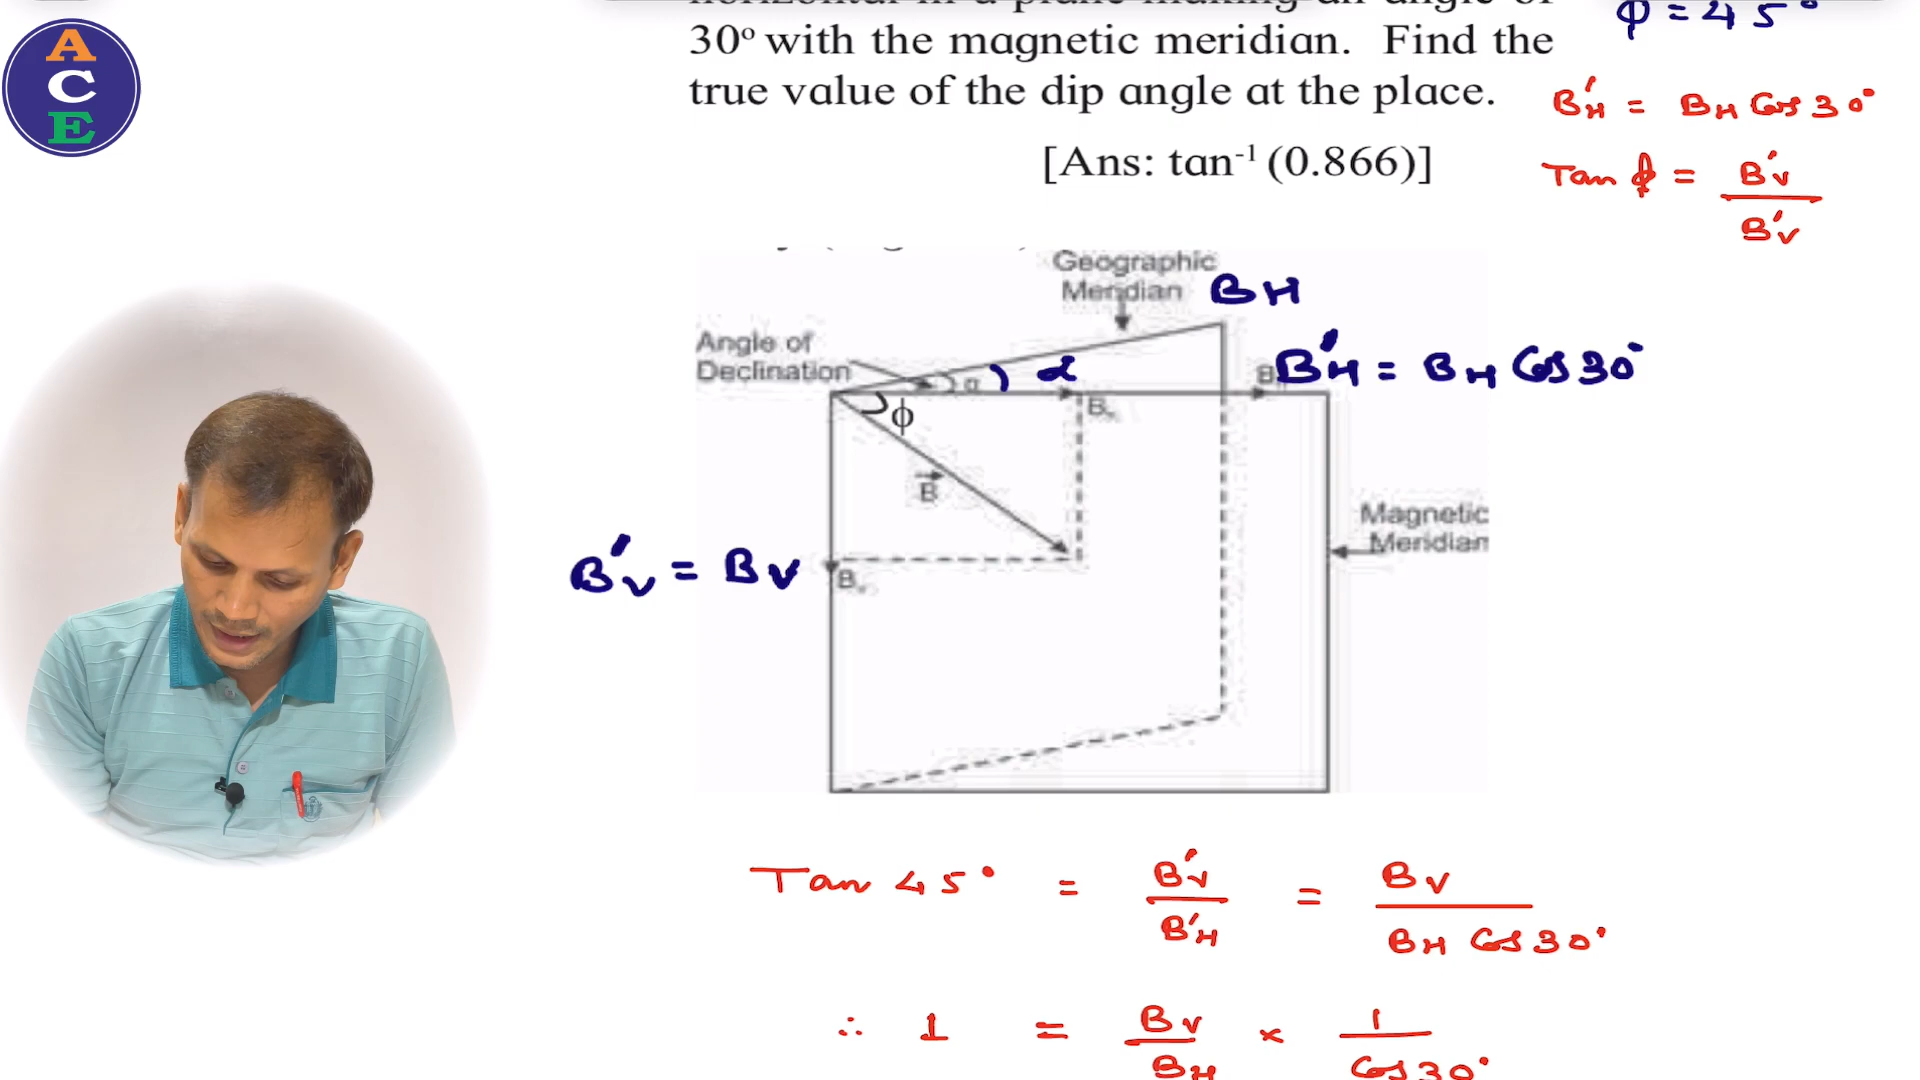 A
C
E
30º with the magnetic meridian. Find the
true value of the dip angle at the place.
[Ans: tan⁻¹ (0.866)]
φ = 45°
B'H = BH Cos 30°
Tan φ = B'V / B'V
Geographic
Meridian
BH
Angle of
Declination
α
α
B'H = BH Cos 30°
φ
B
B'V = BV
Magnetic
Meridian
Tan 45° = B'V / B'H = BV / BH Cos 30°
∴ 1 = BV / BH × 1 / Cos 30°